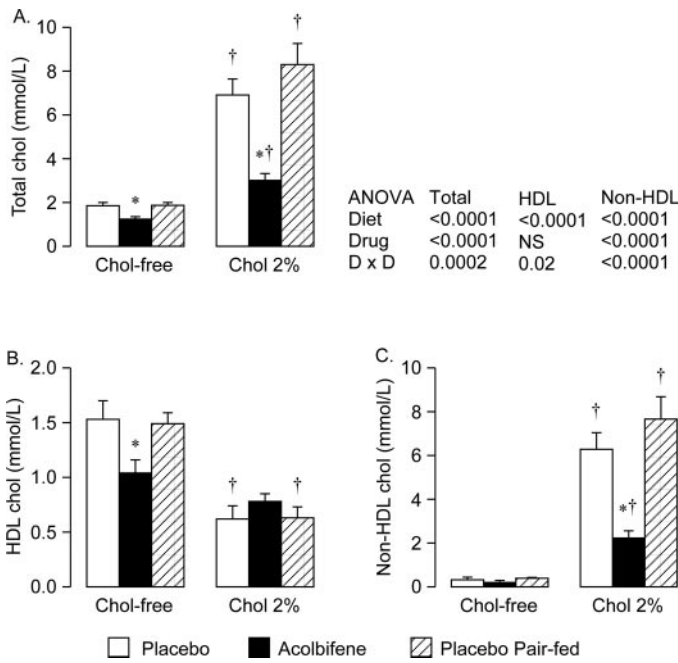 A.
Total chol (mmol/L)
10
8
6
4
2
0
†
*
*†
†
Chol-free Chol 2%
ANOVA Total HDL Non-HDL
Diet <0.0001 <0.0001 <0.0001
Drug <0.0001 NS <0.0001
D x D 0.0002 0.02 <0.0001
B.
HDL chol (mmol/L)
2.0
1.5
1.0
0.5
0.0
*
† †
Chol-free Chol 2%
C.
Non-HDL chol (mmol/L)
10
8
6
4
2
0
†
*†
†
Chol-free Chol 2%
Placebo Acolbifene Placebo Pair-fed